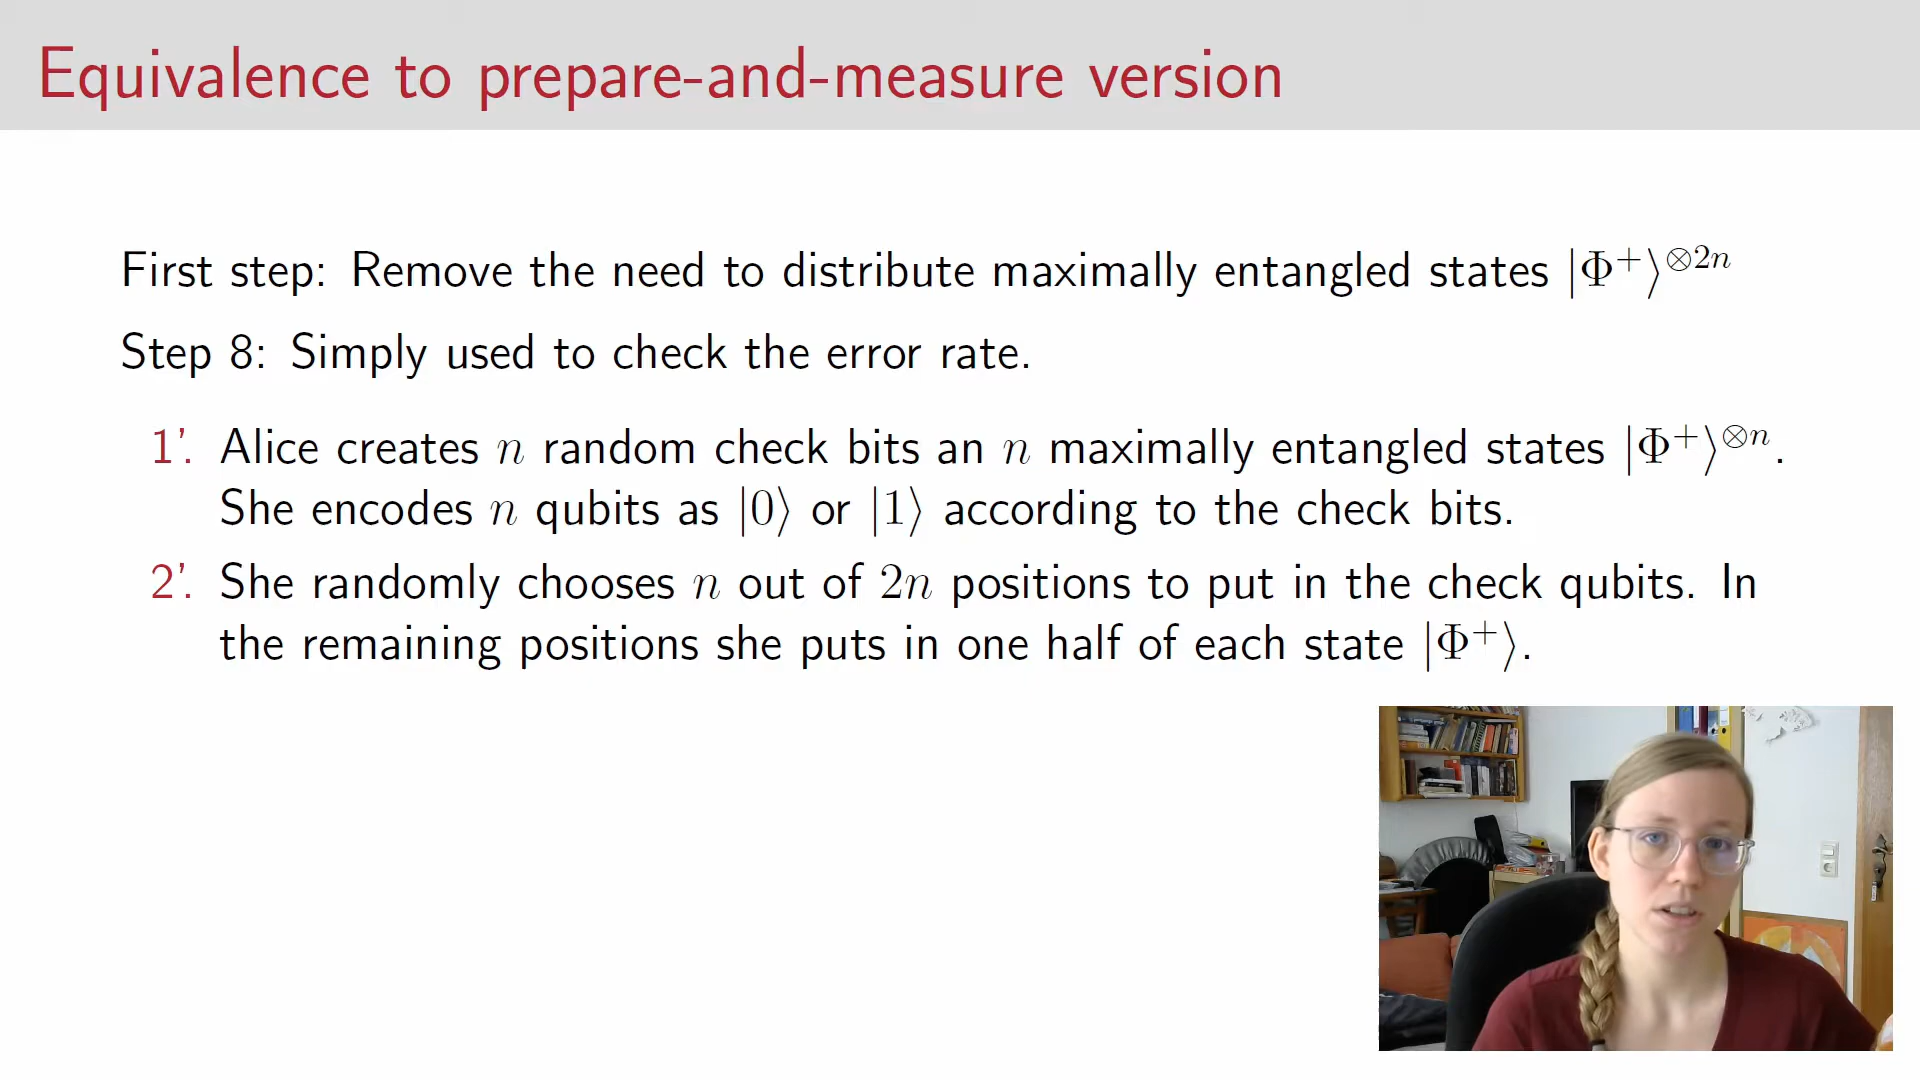 Equivalence to prepare-and-measure version
First step: Remove the need to distribute maximally entangled states |Φ⁺⟩^⊗2n
Step 8: Simply used to check the error rate.
1’. Alice creates n random check bits an n maximally entangled states |Φ⁺⟩^⊗n.
She encodes n qubits as |0⟩ or |1⟩ according to the check bits.
2’. She randomly chooses n out of 2n positions to put in the check qubits. In
the remaining positions she puts in one half of each state |Φ⁺⟩.